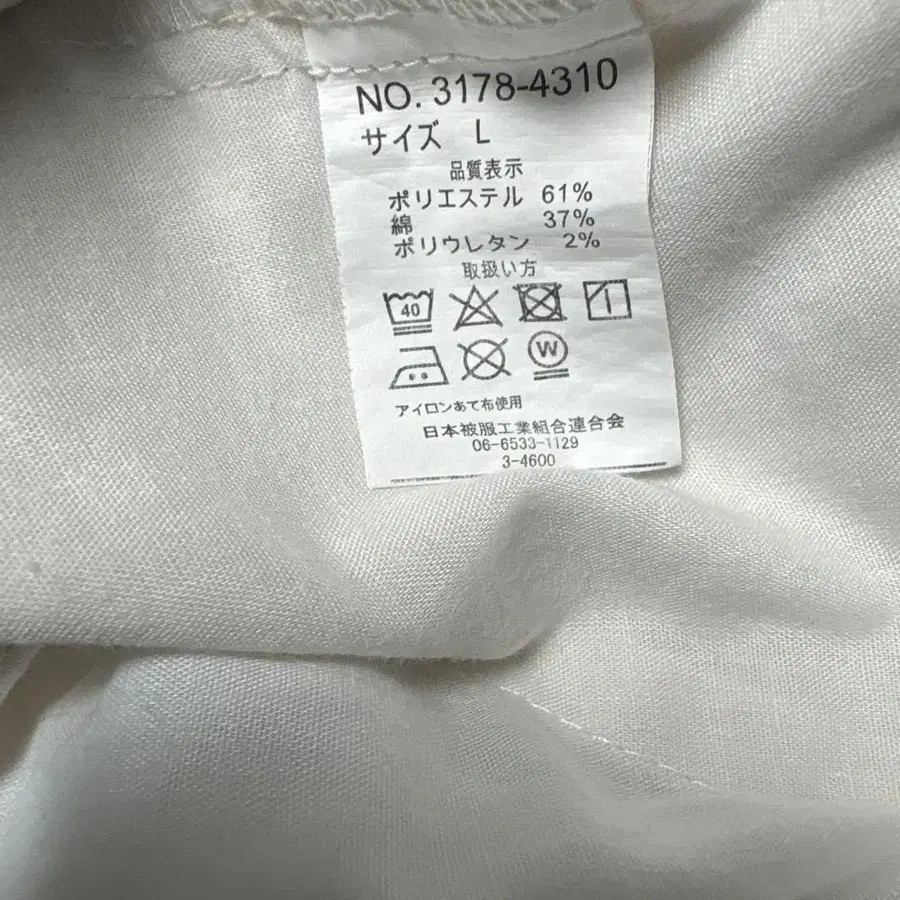 NO. 3178-4310
サイズ L
品質表示
ポリエステル 61%
綿 37%
ポリウレタン 2%
取扱い方
40
W
アイロンあて布使用
日本被服工業組合連合会
06-6533-1129
3-4600